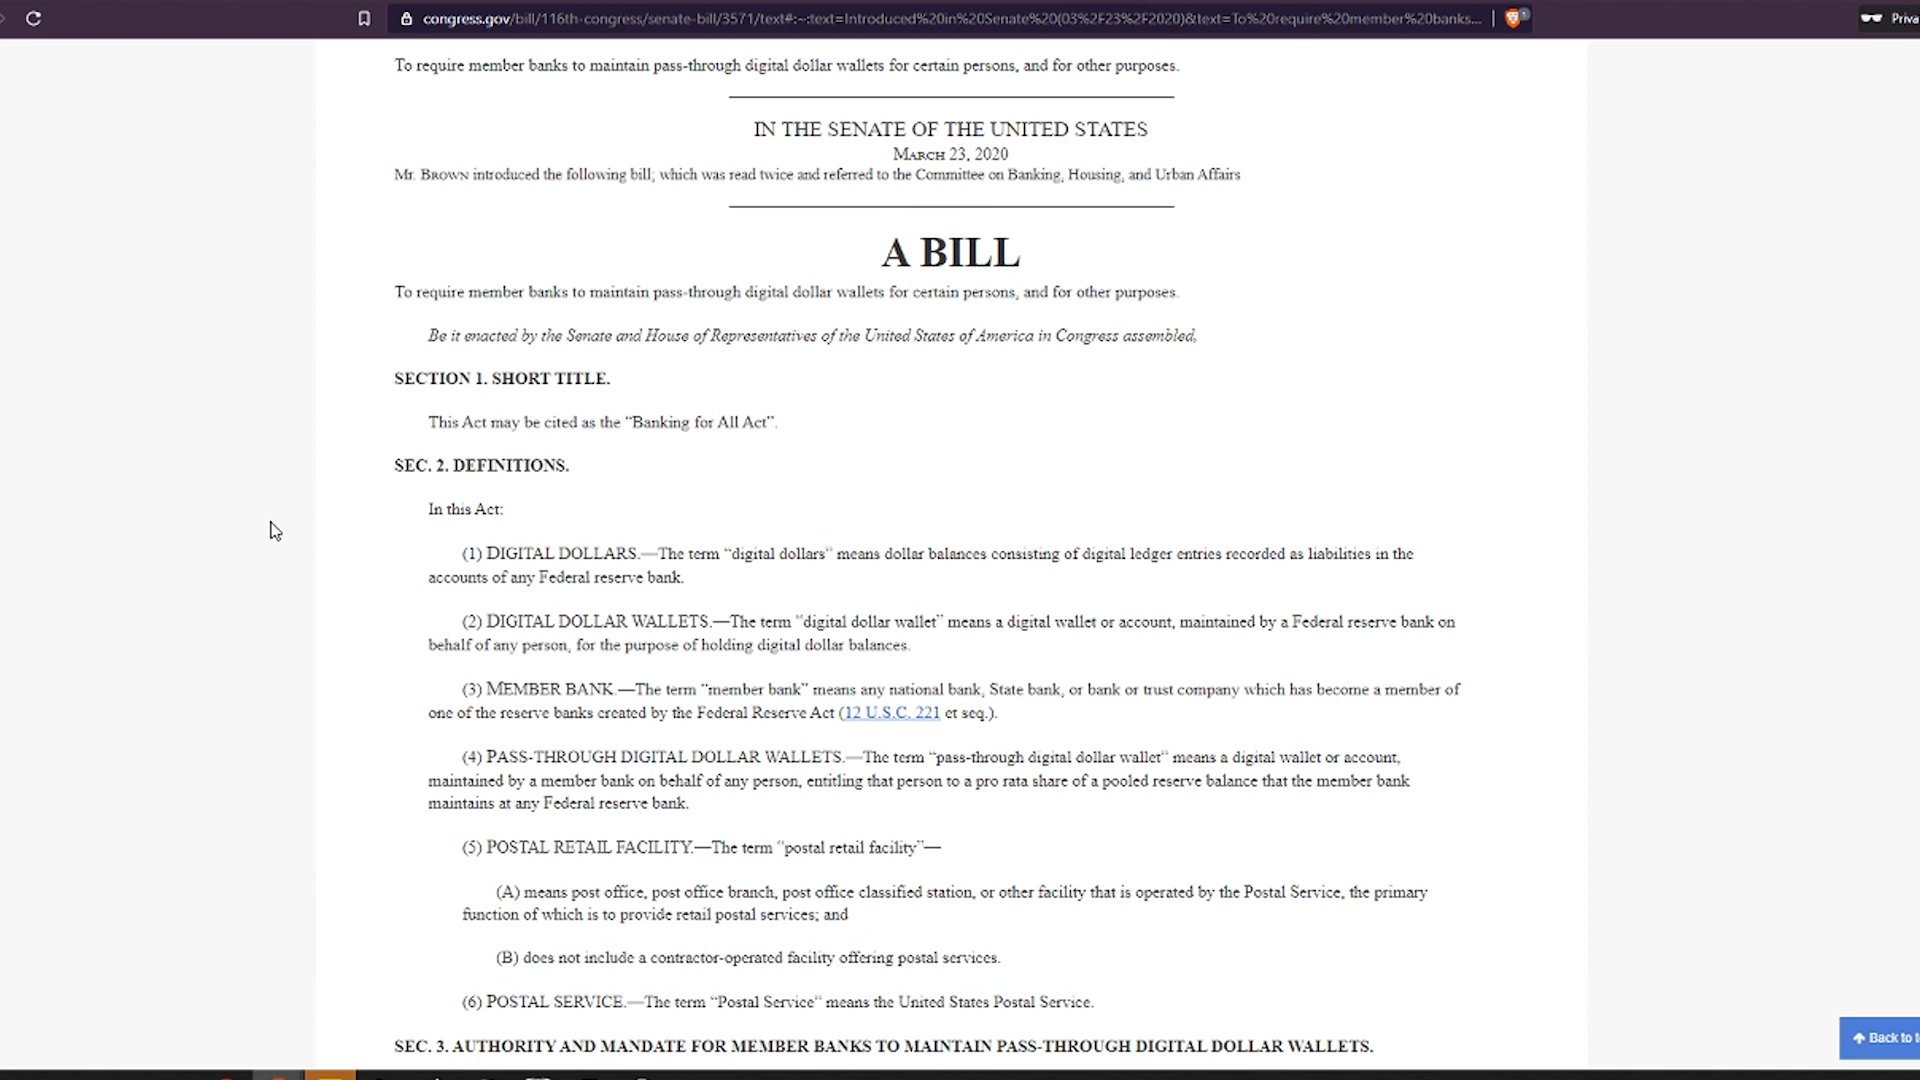 congress.gov/bill/116th-congress/senate-bill/3571/text#:~:text=Introduced%20in%20Senate%20(03%2F23%2F2020)&text=To%20require%20member%20banks...
Priva
To require member banks to maintain pass-through digital dollar wallets for certain persons, and for other purposes.
IN THE SENATE OF THE UNITED STATES
MARCH 23, 2020
Mr. BROWN introduced the following bill; which was read twice and referred to the Committee on Banking, Housing, and Urban Affairs
A BILL
To require member banks to maintain pass-through digital dollar wallets for certain persons, and for other purposes.
Be it enacted by the Senate and House of Representatives of the United States of America in Congress assembled,
SECTION 1. SHORT TITLE.
This Act may be cited as the “Banking for All Act”.
SEC. 2. DEFINITIONS.
In this Act:
(1) DIGITAL DOLLARS.—The term “digital dollars” means dollar balances consisting of digital ledger entries recorded as liabilities in the
accounts of any Federal reserve bank.
(2) DIGITAL DOLLAR WALLETS.—The term “digital dollar wallet” means a digital wallet or account, maintained by a Federal reserve bank on
behalf of any person, for the purpose of holding digital dollar balances.
(3) MEMBER BANK.—The term “member bank” means any national bank, State bank, or bank or trust company which has become a member of
one of the reserve banks created by the Federal Reserve Act (12 U.S.C. 221 et seq.).
(4) PASS-THROUGH DIGITAL DOLLAR WALLETS.—The term “pass-through digital dollar wallet” means a digital wallet or account,
maintained by a member bank on behalf of any person, entitling that person to a pro rata share of a pooled reserve balance that the member bank
maintains at any Federal reserve bank.
(5) POSTAL RETAIL FACILITY.—The term “postal retail facility”—
(A) means post office, post office branch, post office classified station, or other facility that is operated by the Postal Service, the primary
function of which is to provide retail postal services; and
(B) does not include a contractor-operated facility offering postal services.
(6) POSTAL SERVICE.—The term “Postal Service” means the United States Postal Service.
SEC. 3. AUTHORITY AND MANDATE FOR MEMBER BANKS TO MAINTAIN PASS-THROUGH DIGITAL DOLLAR WALLETS.
Back to t